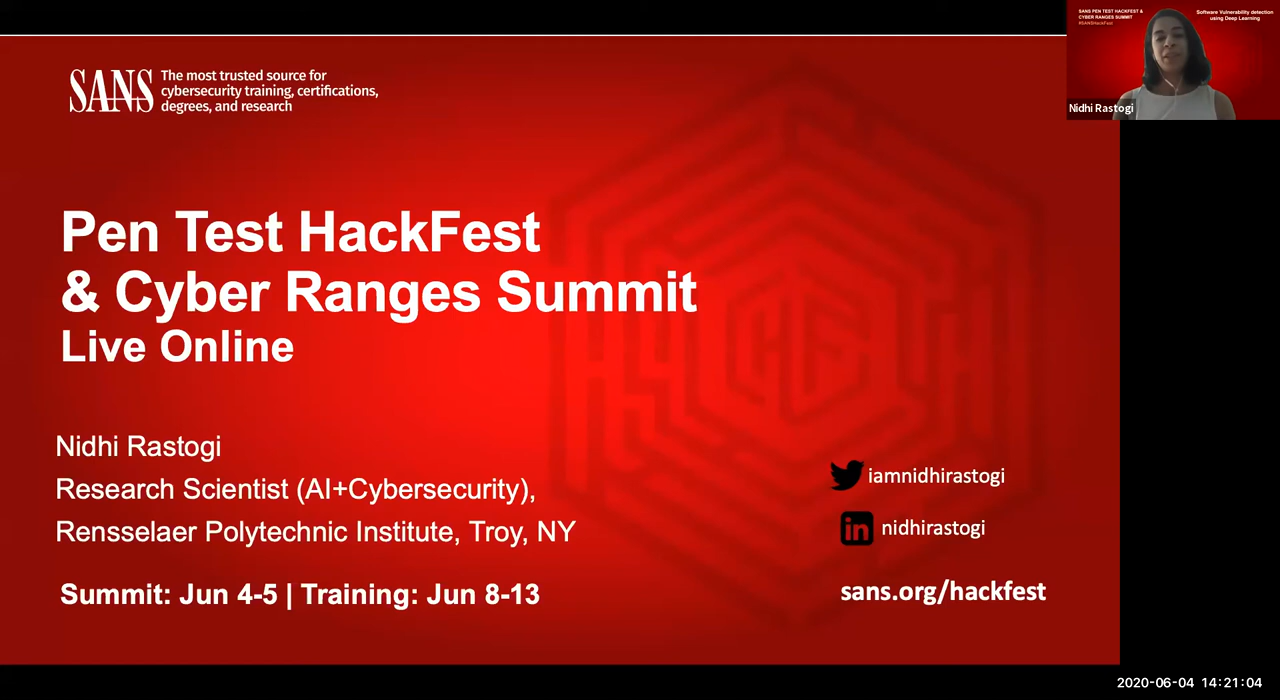 SANS
The most trusted source for
cybersecurity training, certifications,
degrees, and research
Pen Test HackFest
& Cyber Ranges Summit
Live Online
Nidhi Rastogi
Research Scientist (AI+Cybersecurity),
Rensselaer Polytechnic Institute, Troy, NY
Summit: Jun 4-5 | Training: Jun 8-13
iamnidhirastogi
in nidhirastogi
sans.org/hackfest
SANS PEN TEST HACKFEST &
CYBER RANGES SUMMIT
#SANSHackFest
Software Vulnerability detection
using Deep Learning
Nidhi Rastogi
2020-06-04 14:21:04